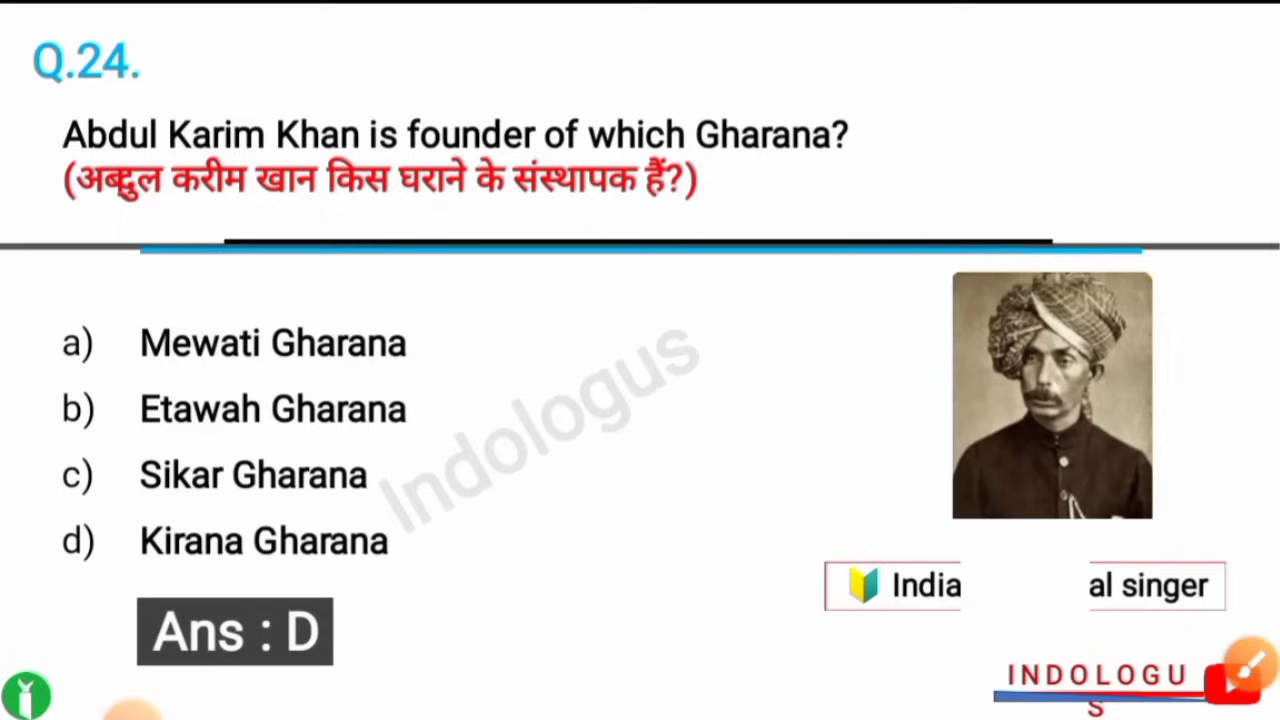 Q.24.
Abdul Karim Khan is founder of which Gharana?
(अब्दुल करीम खान किस घराने के संस्थापक हैं?)
a) Mewati Gharana
b) Etawah Gharana
c) Sikar Gharana
d) Kirana Gharana
Ans : D
India al singer
Indologus
INDOLOGU
S